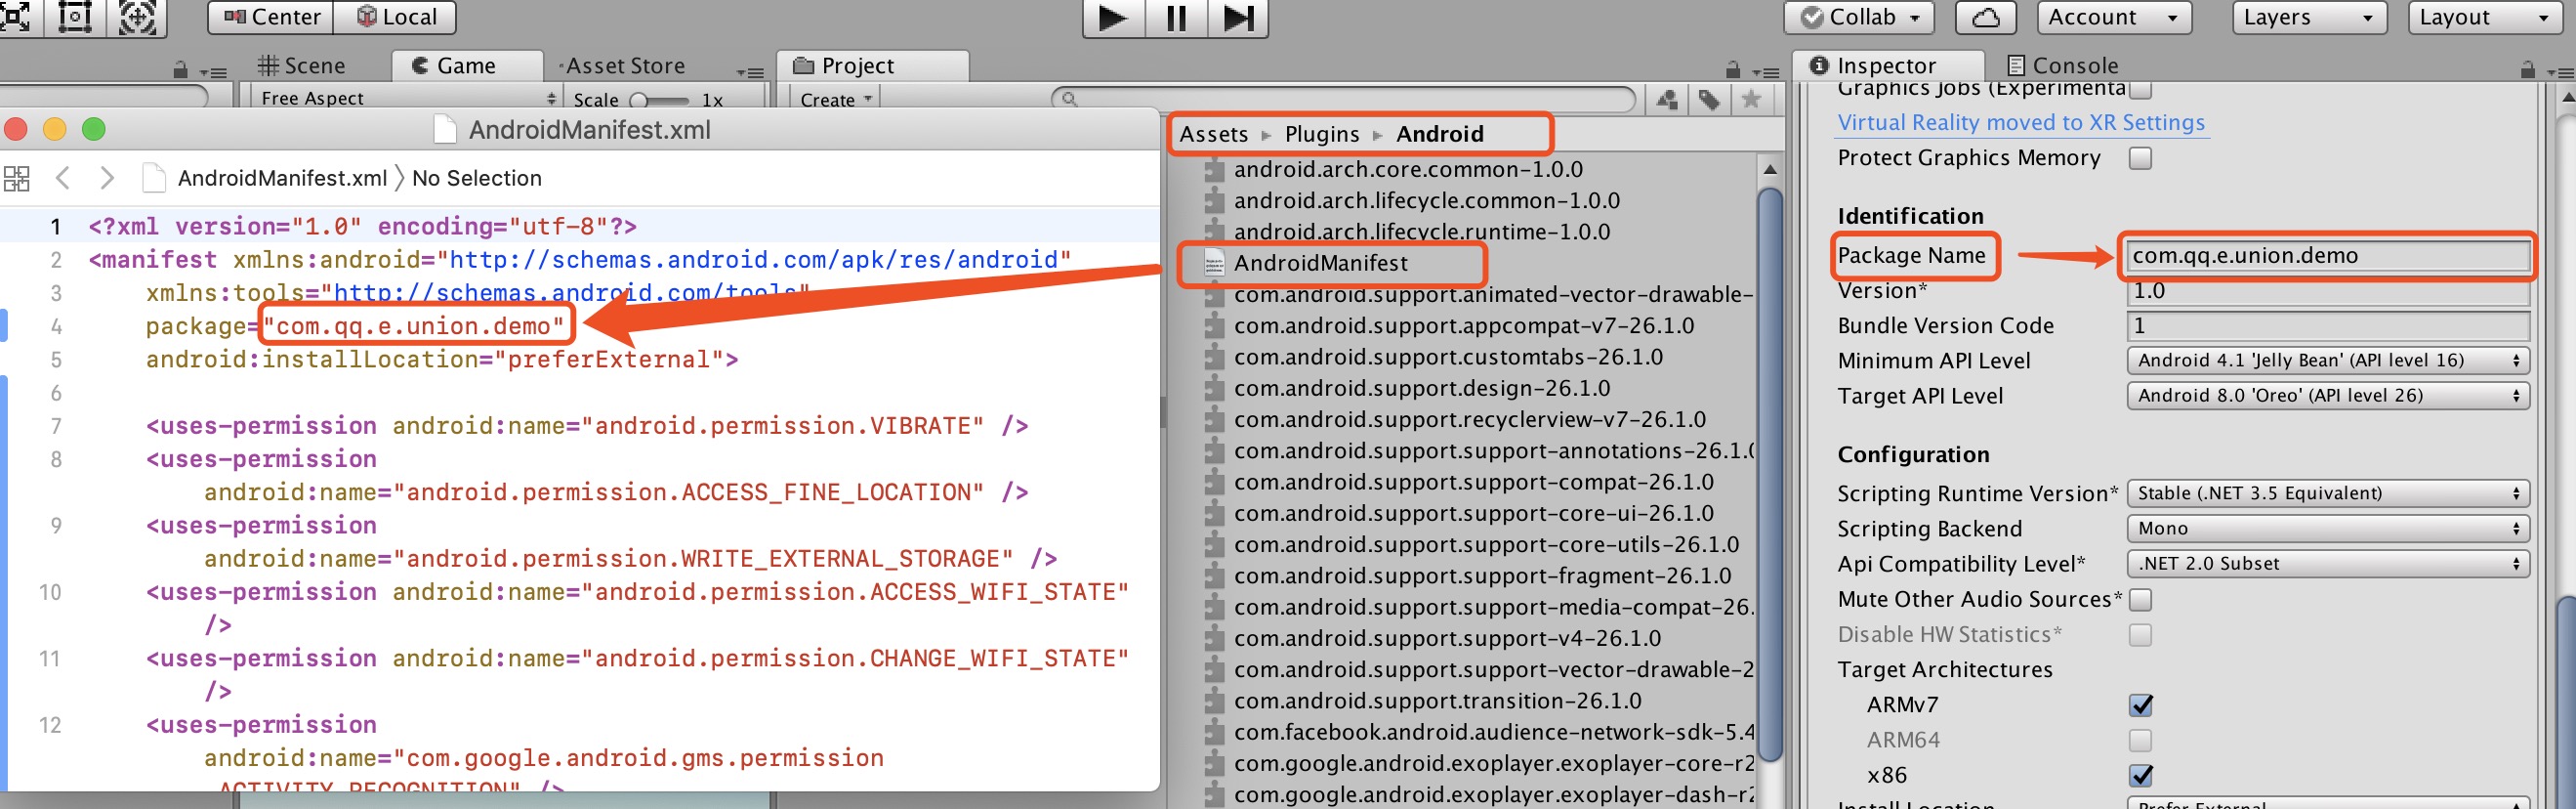 Center
Local
Collab
Account
Layers
Layout
Scene
Game
Asset Store
Project
Inspector
Console
Free Aspect
Scale
1x
Create
AndroidManifest.xml
AndroidManifest.xml
No Selection
1 <?xml version="1.0" encoding="utf-8"?>
2 <manifest xmlns:android="http://schemas.android.com/apk/res/android"
3 xmlns:tools="http://schemas.android.com/tools"
4 package="com.qq.e.union.demo"
5 android:installLocation="preferExternal">
6
7 <uses-permission android:name="android.permission.VIBRATE" />
8 <uses-permission
android:name="android.permission.ACCESS_FINE_LOCATION" />
9 <uses-permission
android:name="android.permission.WRITE_EXTERNAL_STORAGE" />
10 <uses-permission android:name="android.permission.ACCESS_WIFI_STATE"
/>
11 <uses-permission android:name="android.permission.CHANGE_WIFI_STATE"
/>
12 <uses-permission
android:name="com.google.android.gms.permission
.ACTIVITY_RECOGNITION" />
Assets
Plugins
Android
android.arch.core.common-1.0.0
android.arch.lifecycle.common-1.0.0
android.arch.lifecycle.runtime-1.0.0
AndroidManifest
com.android.support.animated-vector-drawable-
com.android.support.appcompat-v7-26.1.0
com.android.support.customtabs-26.1.0
com.android.support.design-26.1.0
com.android.support.recyclerview-v7-26.1.0
com.android.support.support-annotations-26.1.0
com.android.support.support-compat-26.1.0
com.android.support.support-core-ui-26.1.0
com.android.support.support-core-utils-26.1.0
com.android.support.support-fragment-26.1.0
com.android.support.support-media-compat-26.
com.android.support.support-v4-26.1.0
com.android.support.support-vector-drawable-2
com.android.support.transition-26.1.0
com.facebook.android.audience-network-sdk-5.4
com.google.android.exoplayer.exoplayer-core-r2
com.google.android.exoplayer.exoplayer-dash-r2
Graphics Jobs (Experimenta
Virtual Reality moved to XR Settings
Protect Graphics Memory
Identification
Package Name com.qq.e.union.demo
Version* 1.0
Bundle Version Code 1
Minimum API Level Android 4.1 'Jelly Bean' (API level 16)
Target API Level Android 8.0 'Oreo' (API level 26)
Configuration
Scripting Runtime Version* Stable (.NET 3.5 Equivalent)
Scripting Backend Mono
Api Compatibility Level* .NET 2.0 Subset
Mute Other Audio Sources*
Disable HW Statistics*
Target Architectures
ARMv7
ARM64
x86
Install Location Prefer External